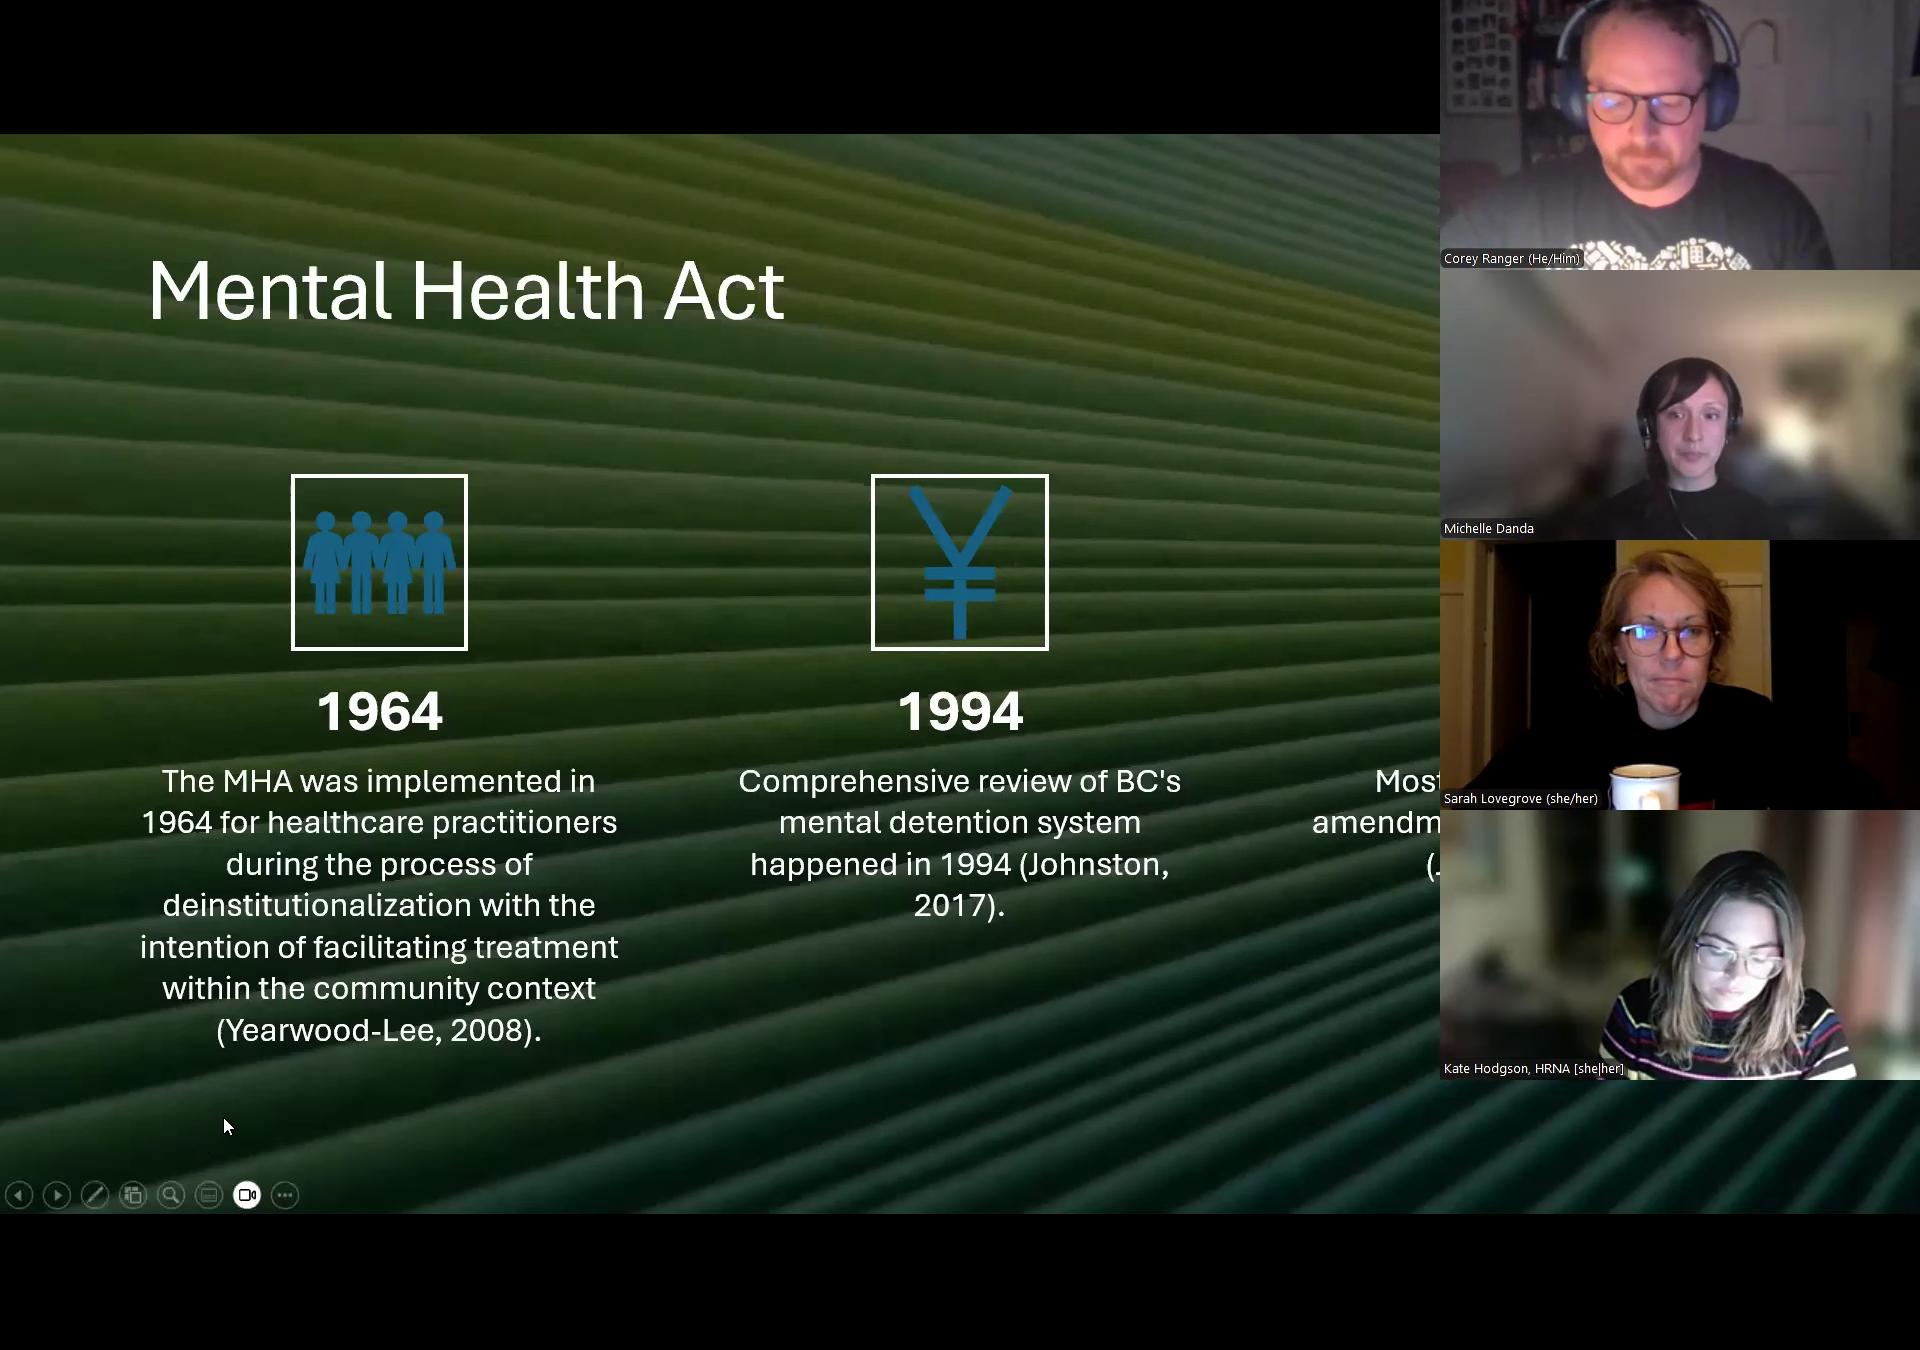 Mental Health Act
1964
The MHA was implemented in
1964 for healthcare practitioners
during the process of
deinstitutionalization with the
intention of facilitating treatment
within the community context
(Yearwood-Lee, 2008).
¥
1994
Comprehensive review of BC's
mental detention system
happened in 1994 (Johnston,
2017).
Most
amendm
(.
Corey Ranger (He/Him)
Michelle Danda
Sarah Lovegrove (she/her)
Kate Hodgson, HRNA [she|her]